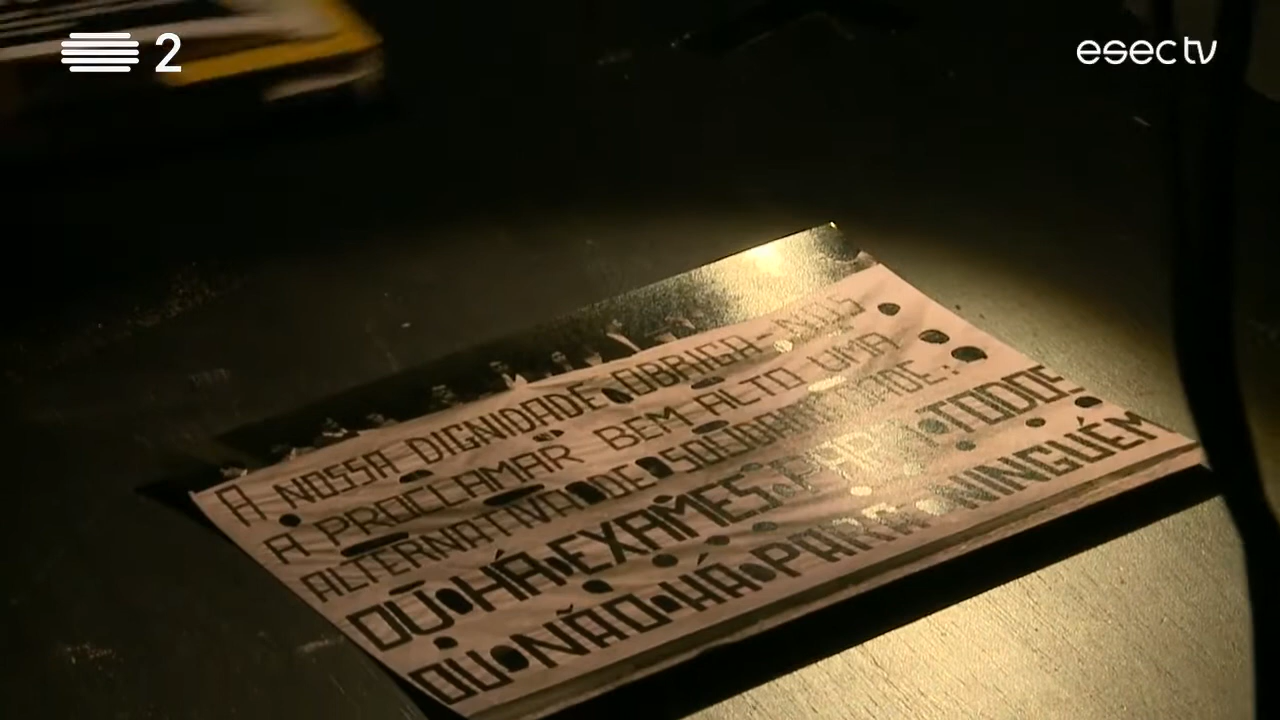 2
esec tv
A NOSSA DIGNIDADE OBRIGA-NOS
A PROCLAMAR BEM ALTO UMA
ALTERNATIVA DE SOLIDARIEDADE:
OU HÁ EXAMES PARA TODOS
OU NÃO HÁ PARA NINGUÉM